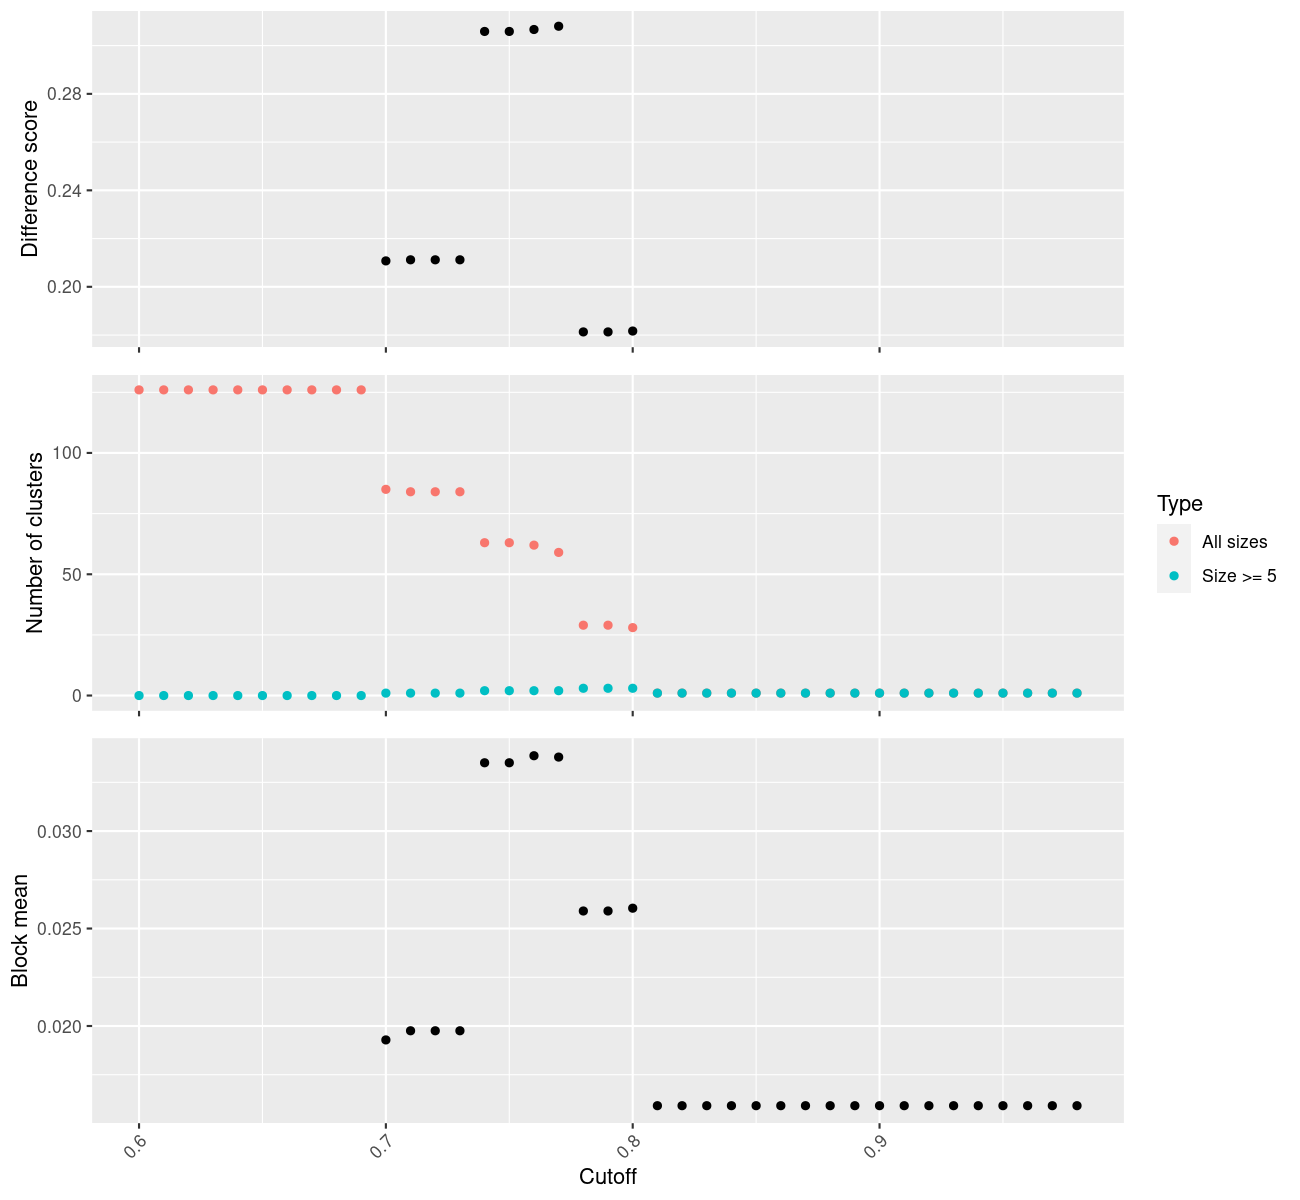 Difference score
0.28
0.24
0.20
Number of clusters
100
50
0
Type
All sizes
Size >= 5
Block mean
0.030
0.025
0.020
0.6
0.7
0.8
0.9
Cutoff